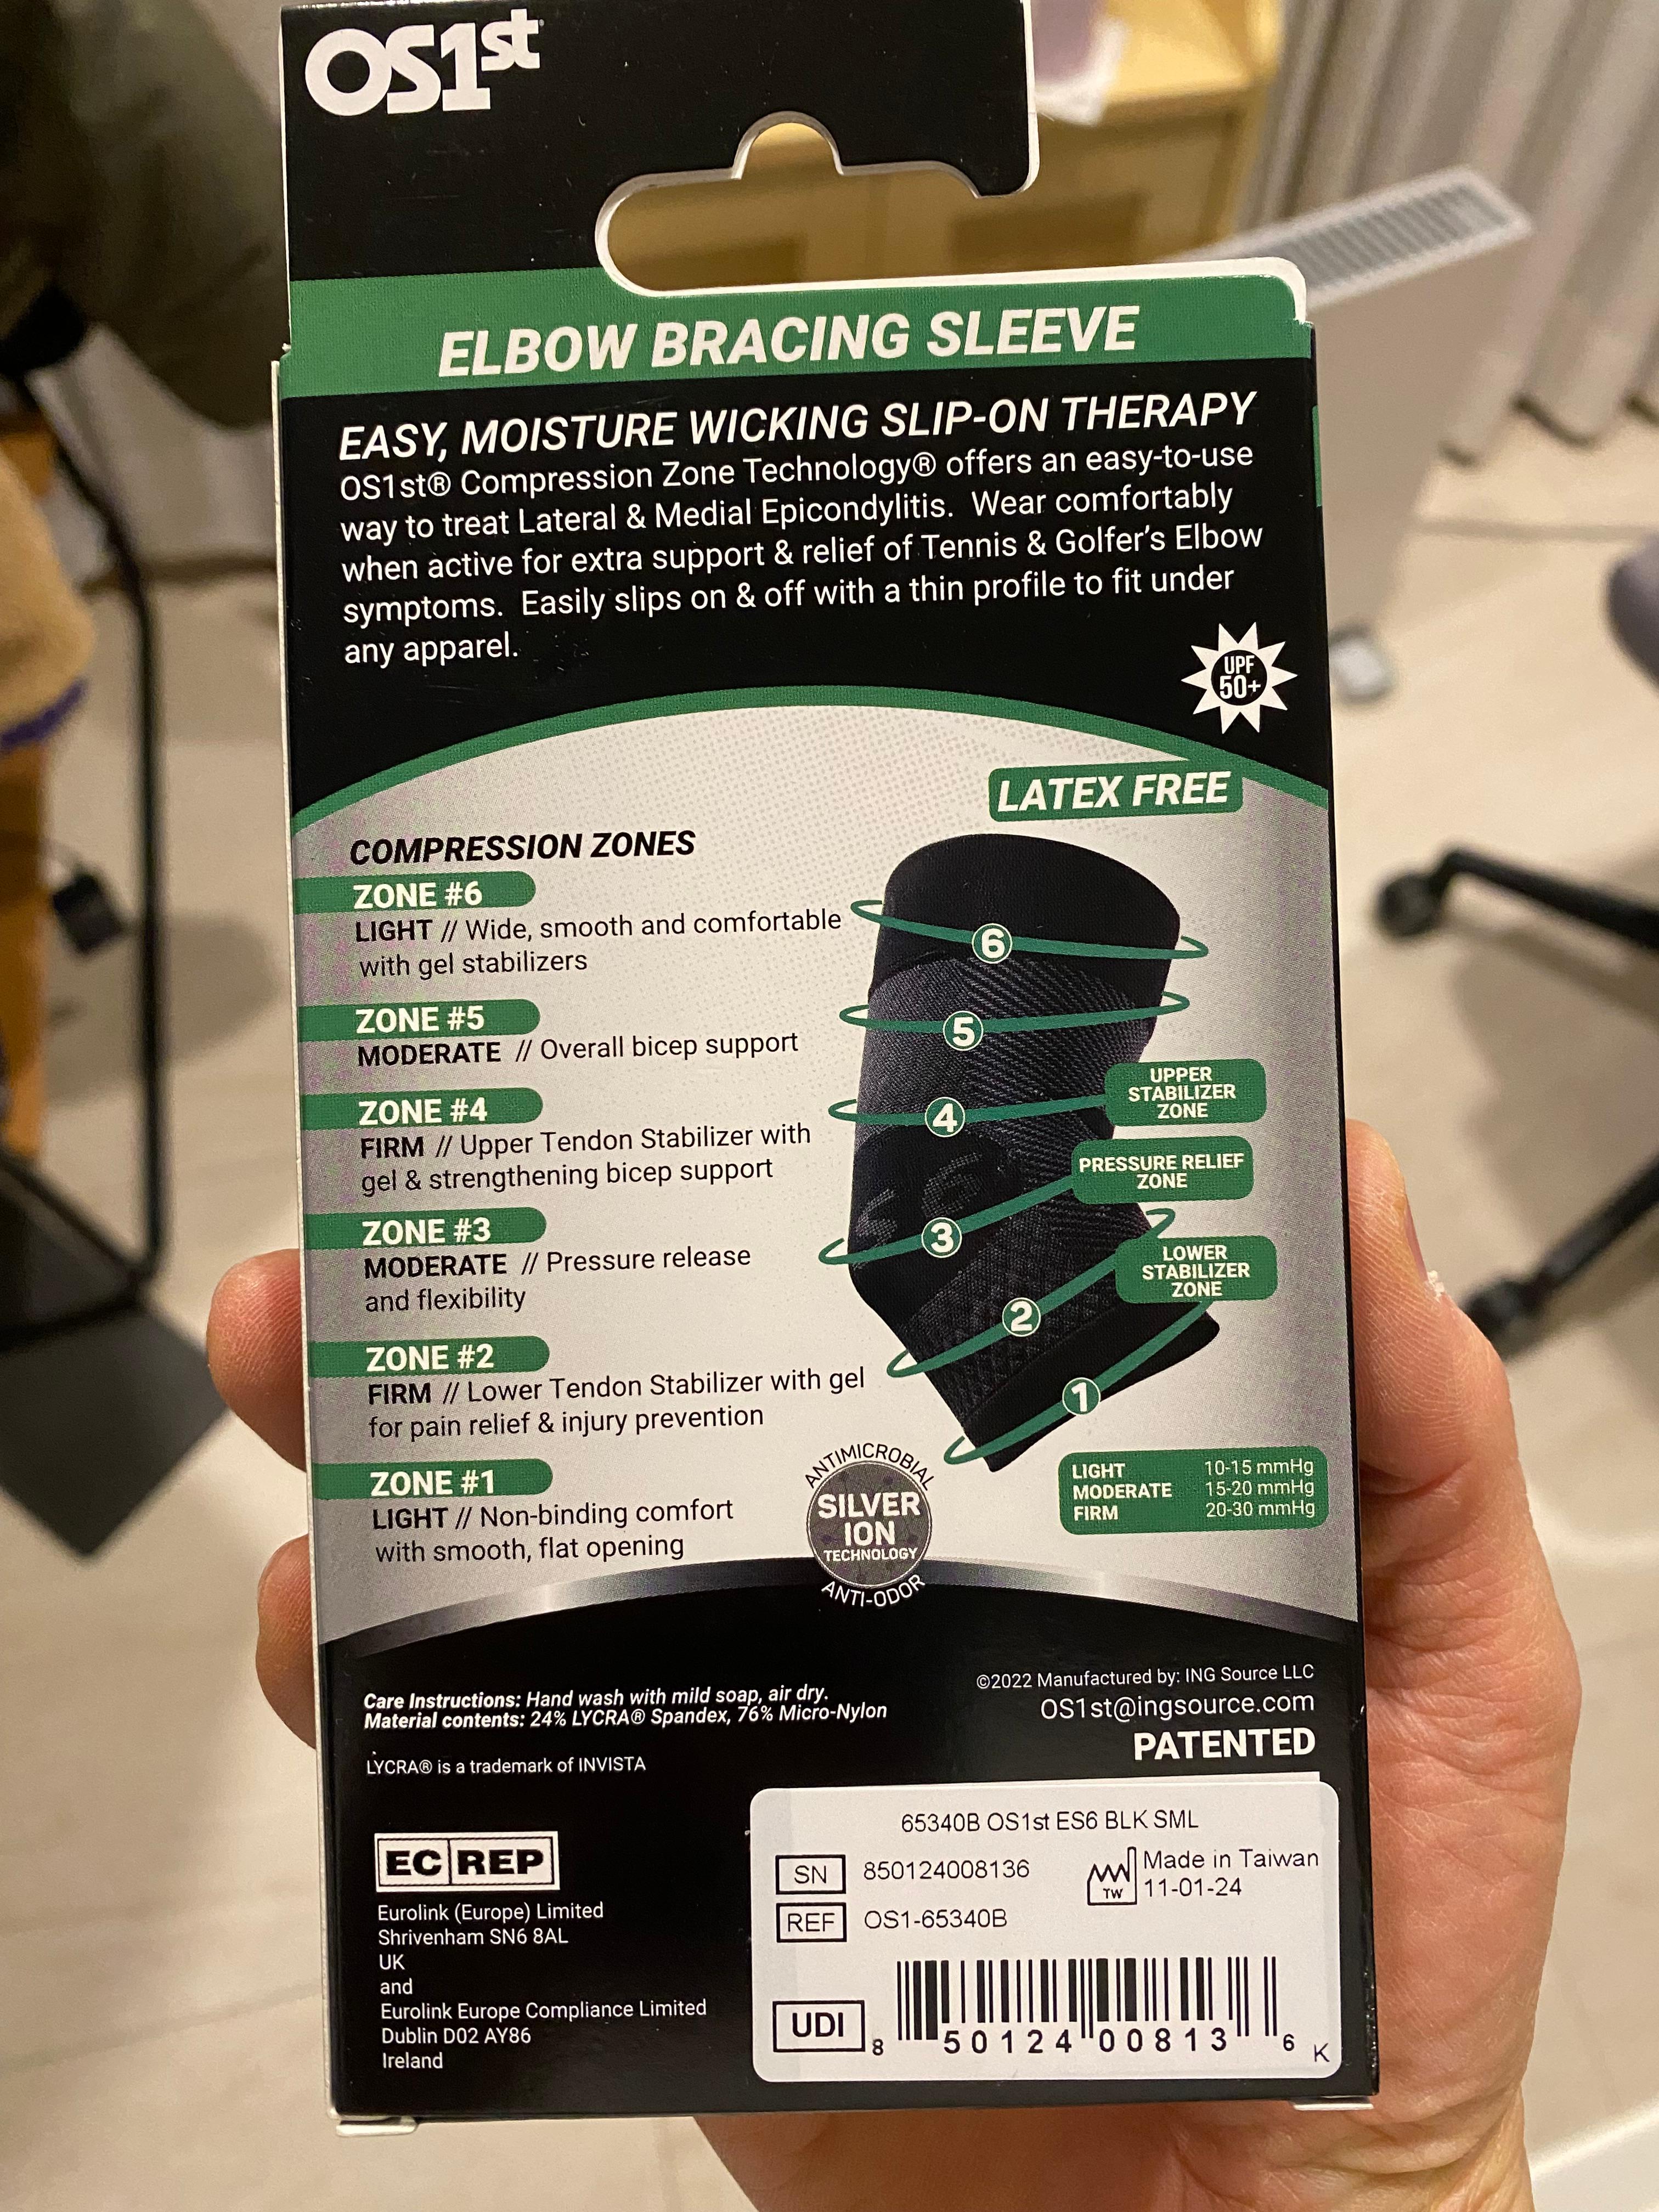 OS1st
ELBOW BRACING SLEEVE
EASY, MOISTURE WICKING SLIP-ON THERAPY
OS1st® Compression Zone Technology® offers an easy-to-use
way to treat Lateral & Medial Epicondylitis. Wear comfortably
when active for extra support & relief of Tennis & Golfer's Elbow
symptoms. Easily slips on & off with a thin profile to fit under
any apparel.
UPF
50+
LATEX FREE
COMPRESSION ZONES
ZONE #6
LIGHT // Wide, smooth and comfortable
with gel stabilizers
ZONE #5
MODERATE // Overall bicep support
ZONE #4
FIRM // Upper Tendon Stabilizer with
gel & strengthening bicep support
ZONE #3
MODERATE // Pressure release
and flexibility
ZONE #2
FIRM // Lower Tendon Stabilizer with gel
for pain relief & injury prevention
ZONE #1
LIGHT // Non-binding comfort
with smooth, flat opening
6
5
4
3
2
1
UPPER
STABILIZER
ZONE
PRESSURE RELIEF
ZONE
LOWER
STABILIZER
ZONE
ANTIMICROBIAL
SILVER
ION
TECHNOLOGY
ANTI-ODOR
LIGHT 10-15 mmHg
MODERATE 15-20 mmHg
FIRM 20-30 mmHg
Care Instructions: Hand wash with mild soap, air dry.
Material contents: 24% LYCRA® Spandex, 76% Micro-Nylon
LYCRA® is a trademark of INVISTA
©2022 Manufactured by: ING Source LLC
OS1st@ingsource.com
PATENTED
EC REP
Eurolink (Europe) Limited
Shrivenham SN6 8AL
UK
and
Eurolink Europe Compliance Limited
Dublin D02 AY86
Ireland
65340B OS1st ES6 BLK SML
SN 850124008136
TW
Made in Taiwan
11-01-24
REF OS1-65340B
UDI
8 50124 00813 6
K